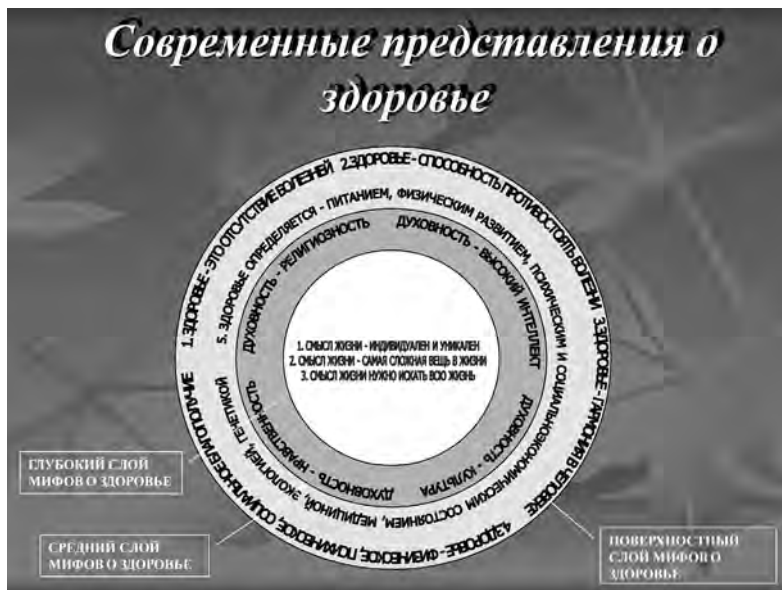 Современные представления о
здоровье
1. ЗДОРОВЬЕ - ЭТО ОТСУТСТВИЕ БОЛЕЗНЕЙ
2.ЗДОРОВЬЕ - СПОСОБНОСТЬ ПРОТИВОСТОЯТЬ БОЛЕЗНИ
3.ЗДОРОВЬЕ - ГАРМОНИЯ В ЧЕЛОВЕКЕ
4.ЗДОРОВЬЕ - ФИЗИЧЕСКОЕ, ПСИХИЧЕСКОЕ, СОЦИАЛЬНОЕ БЛАГОПОЛУЧИЕ
5. ЗДОРОВЬЕ ОПРЕДЕЛЯЕТСЯ - ПИТАНИЕМ, ФИЗИЧЕСКИМ РАЗВИТИЕМ, ПСИХИЧЕСКИМ И СОЦИАЛЬНОЭКОНОМИЧЕСКИМ СОСТОЯНИЕМ, МЕДИЦИНОЙ, ЭКОЛОГИЕЙ, ГЕНЕТИКОЙ
ДУХОВНОСТЬ - РЕЛИГИОЗНОСТЬ
ДУХОВНОСТЬ - ВЫСОКИЙ ИНТЕЛЛЕКТ
ДУХОВНОСТЬ - КУЛЬТУРА
ДУХОВНОСТЬ - НРАВСТВЕННОСТЬ
1. СМЫСЛ ЖИЗНИ - ИНДИВИДУАЛЕН И УНИКАЛЕН
2. СМЫСЛ ЖИЗНИ - САМАЯ СЛОЖНАЯ ВЕЩЬ В ЖИЗНИ
3. СМЫСЛ ЖИЗНИ НУЖНО ИСКАТЬ ВСЮ ЖИЗНЬ
ГЛУБОКИЙ СЛОЙ
МИФОВ О ЗДОРОВЬЕ
СРЕДНИЙ СЛОЙ
МИФОВ О ЗДОРОВЬЕ
ПОВЕРХНОСТНЫЙ
СЛОЙ МИФОВ О
ЗДОРОВЬЕ